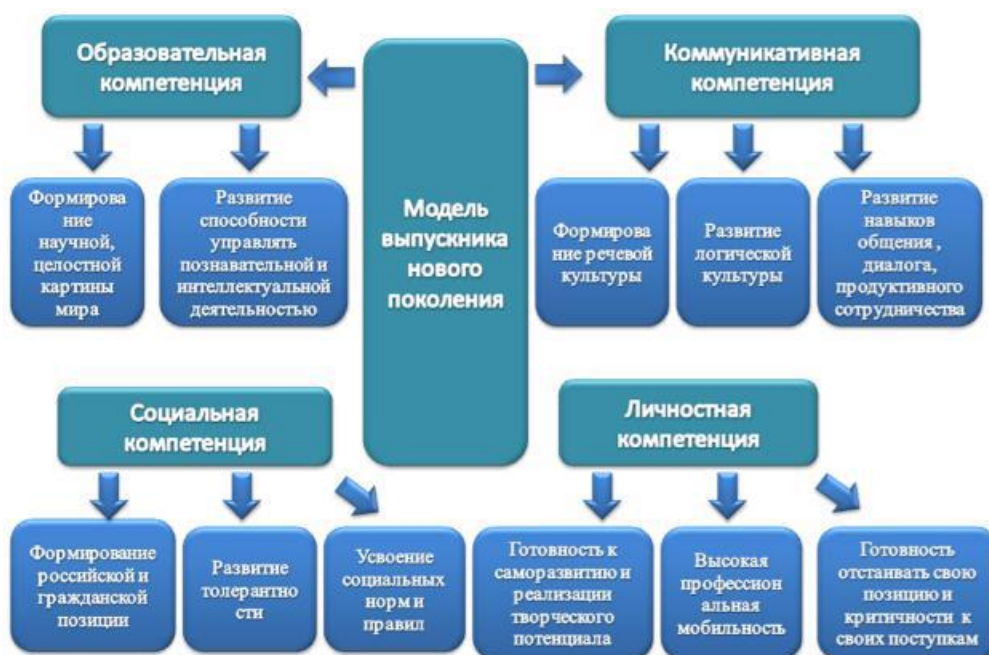 Образовательная
компетенция
Формирова
ние
научной,
целостной
картины
мира
Развитие
способности
управлять
познавательной и
интеллектуальной
деятельностью
Модель
выпускника
нового
поколения
Коммуникативная
компетенция
Формирова
ние речевой
культуры
Развитие
логической
культуры
Развитие
навыков
общения ,
диалога,
продуктивного
сотрудничества
Социальная
компетенция
Формирование
российской и
гражданской
позиции
Развитие
толерантно
сти
Усвоение
социальных
норм и
правил
Личностная
компетенция
Готовность к
саморазвитию и
реализации
творческого
потенциала
Высокая
профессион
альная
мобильность
Готовность
отстаивать свою
позицию и
критичности к
своих поступкам